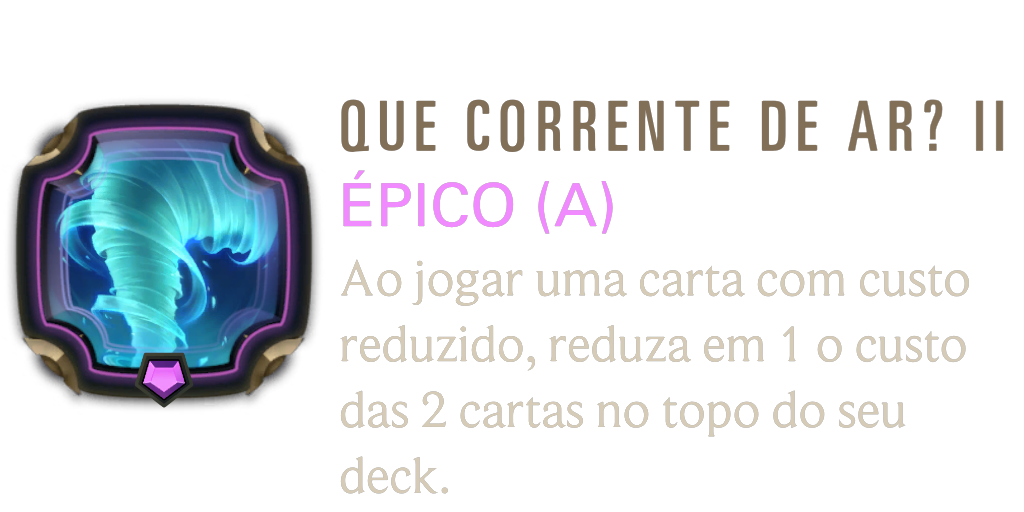 QUE CORRENTE DE AR? II
ÉPICO (A)
Ao jogar uma carta com custo
reduzido, reduza em 1 o custo
das 2 cartas no topo do seu
deck.